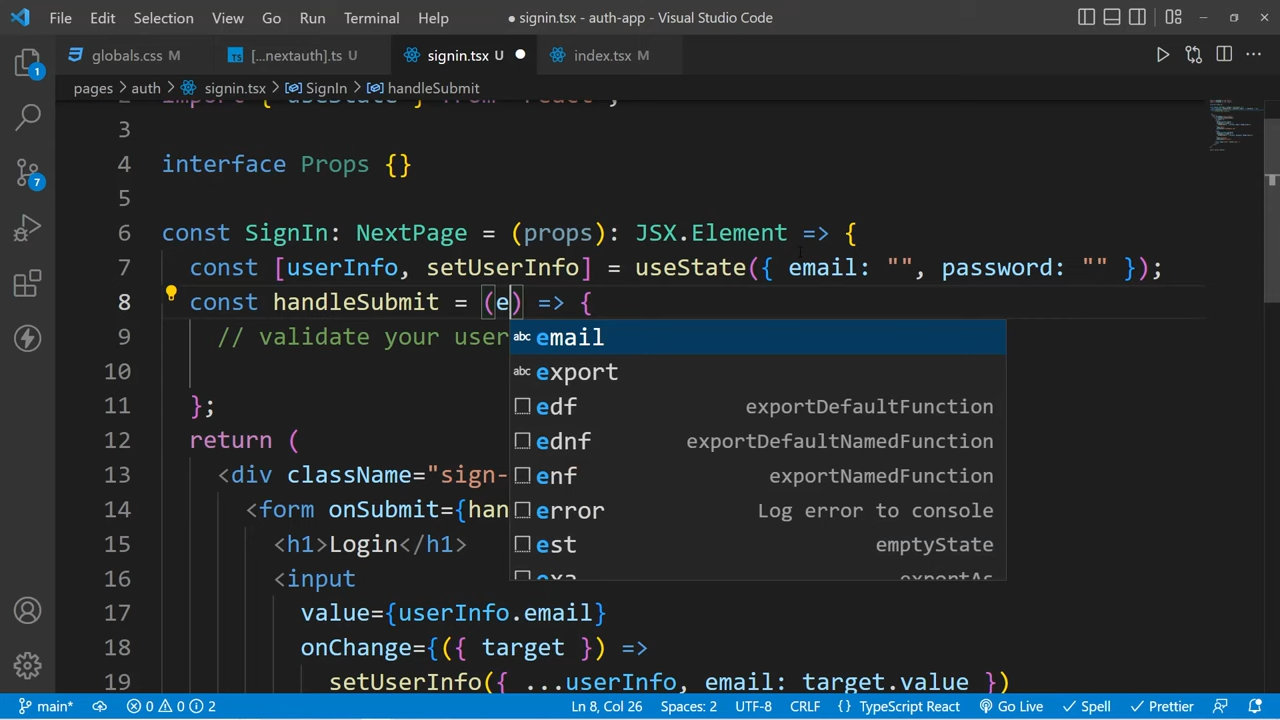 File Edit Selection View Go Run Terminal Help ● signin.tsx - auth-app - Visual Studio Code
globals.css M [...nextauth].ts U signin.tsx U ● index.tsx M
pages > auth > signin.tsx > SignIn > handleSubmit
3
4 interface Props {}
5
6 const SignIn: NextPage = (props): JSX.Element => {
7 const [userInfo, setUserInfo] = useState({ email: "", password: "" });
8 const handleSubmit = (e) => {
9 // validate your user
10
11 };
12 return (
13 <div className="sign-
14 <form onSubmit={han
15 <h1>Login</h1>
16 <input
17 value={userInfo.email}
18 onChange={({ target }) =>
19 setUserInfo({ ...userInfo, email: target.value })
abc email
abc export
edf exportDefaultFunction
ednf exportDefaultNamedFunction
enf exportNamedFunction
error Log error to console
est emptyState
exa exportAs
1
7
main* 0 0 2 Ln 8, Col 26 Spaces: 2 UTF-8 CRLF {} TypeScript React Go Live Spell Prettier